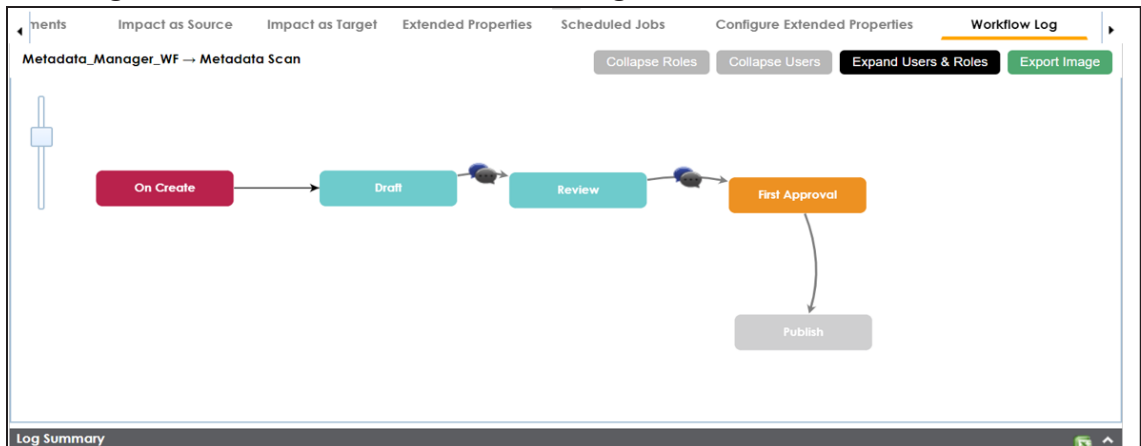 ments Impact as Source Impact as Target Extended Properties Scheduled Jobs Configure Extended Properties Workflow Log
Metadata_Manager_WF → Metadata Scan Collapse Roles Collapse Users Expand Users & Roles Export Image
On Create Draft Review First Approval
Publish
Log Summary